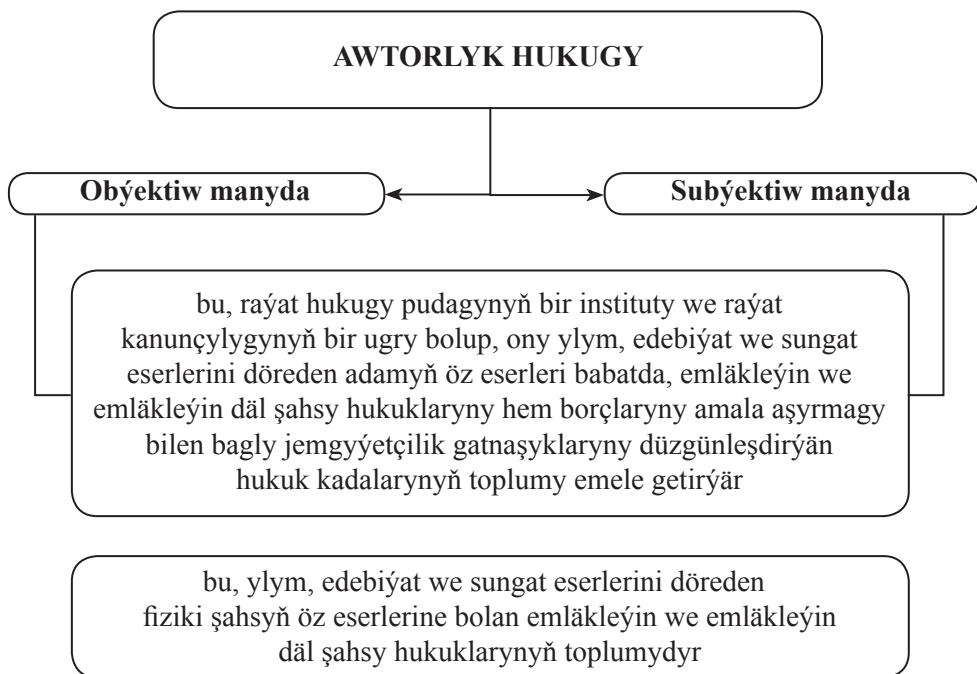 AWTORLYK HUKUGY
Obýektiw manyda
Subýektiw manyda
bu, raýat hukugy pudagynyň bir instituty we raýat
kanunçylygynyň bir ugry bolup, ony ylym, edebiýat we sungat
eserlerini döreden adamyň öz eserleri babatda, emläkleýin we
emläkleýin däl şahsy hukuklaryny hem borçlaryny amala aşyrmagy
bilen bagly jemgyýetçilik gatnaşyklaryny düzgünleşdirýän
hukuk kadalarynyň toplumy emele getirýär
bu, ylym, edebiýat we sungat eserlerini döreden
fiziki şahsyň öz eserlerine bolan emläkleýin we emläkleýin
däl şahsy hukuklarynyň toplumydyr